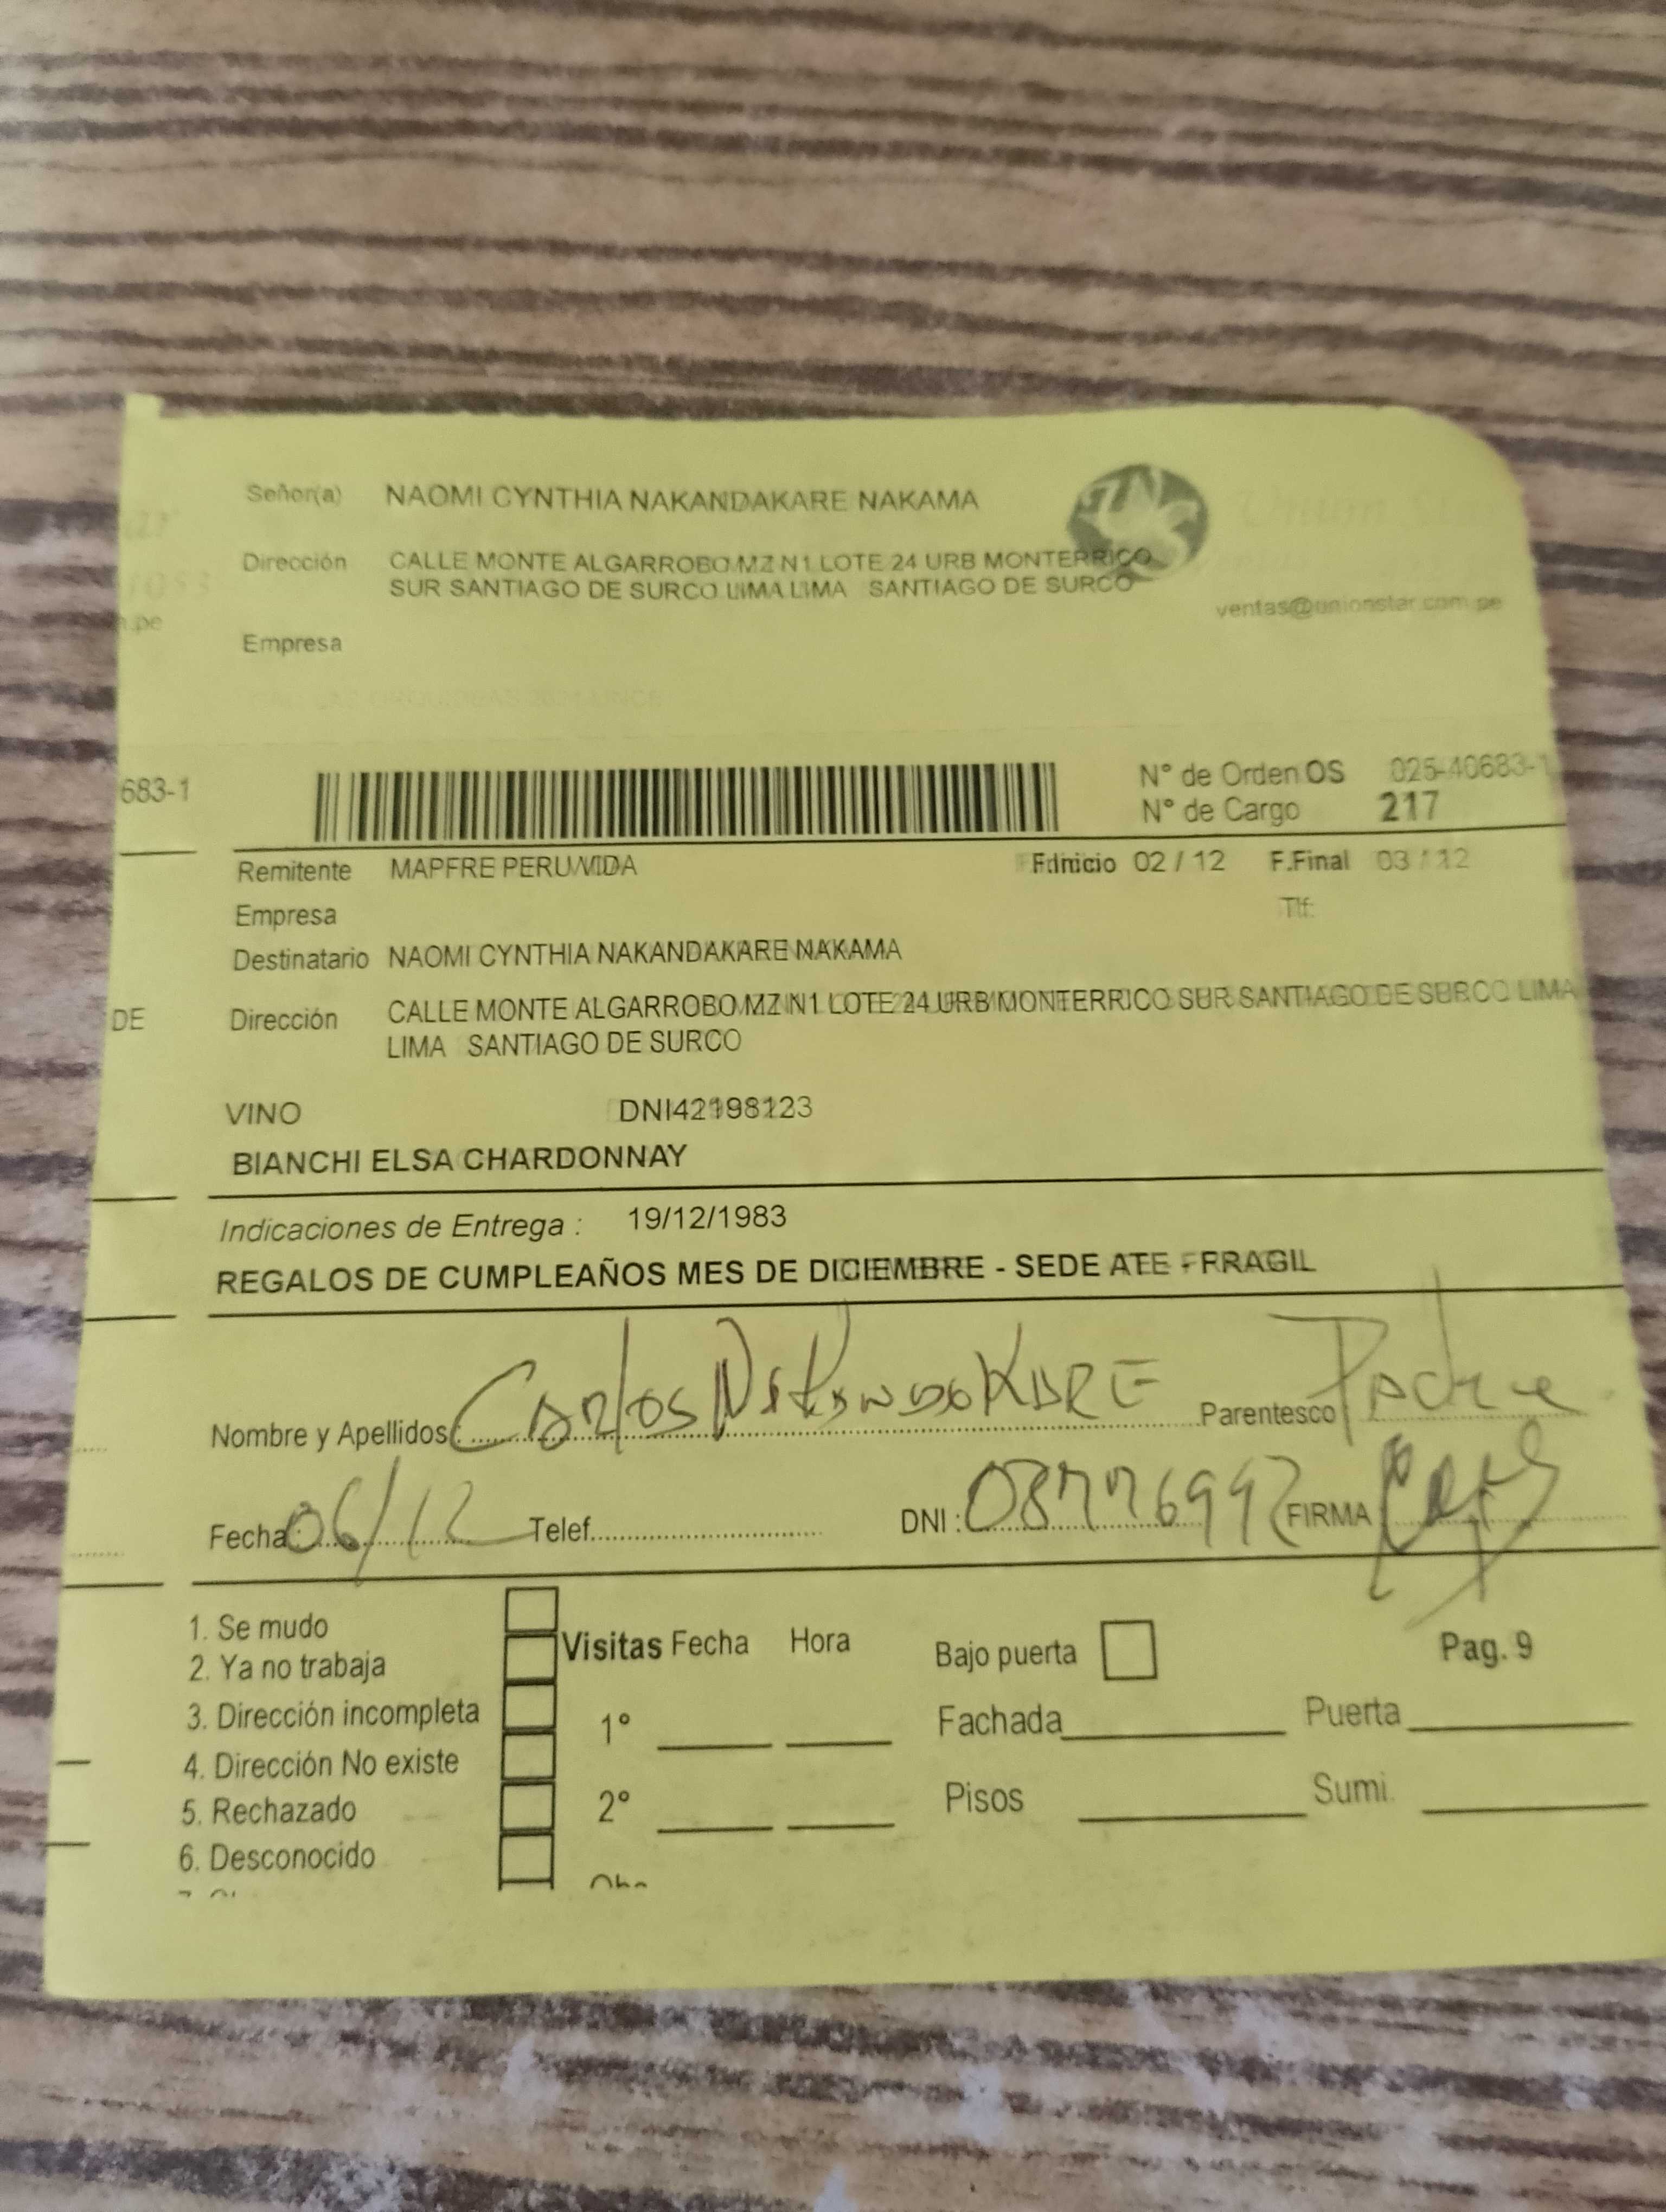 Señor(a) NAOMI CYNTHIA NAKANDAKARE NAKAMA
Dirección CALLE MONTE ALGARROBO MZ N1 LOTE 24 URB MONTERRICO
SUR SANTIAGO DE SURCO LIMA LIMA SANTIAGO DE SURCO
ventas@unionstar.com.pe
Empresa
683-1
N° de Orden OS 025-40683-1
N° de Cargo 217
Remitente MAPFRE PERU VIDA F.Inicio 02 / 12 F.Final 03 / 12
Empresa Tlf:
Destinatario NAOMI CYNTHIA NAKANDAKARE NAKAMA
DE Dirección CALLE MONTE ALGARROBO MZ N1 LOTE 24 URB MONTERRICO SUR SANTIAGO DE SURCO LIMA
LIMA SANTIAGO DE SURCO
VINO DNI42198123
BIANCHI ELSA CHARDONNAY
Indicaciones de Entrega : 19/12/1983
REGALOS DE CUMPLEAÑOS MES DE DICIEMBRE - SEDE ATE - FRAGIL
Nombre y Apellidos: Carlos NAKANDAKARE Parentesco Padre
Fecha: 06/12 Telef. DNI : 08776992 FIRMA
1. Se mudo
2. Ya no trabaja
3. Dirección incompleta
4. Dirección No existe
5. Rechazado
6. Desconocido
Visitas Fecha Hora
1°
2°
Bajo puerta Pag. 9
Fachada Puerta
Pisos Sumi.